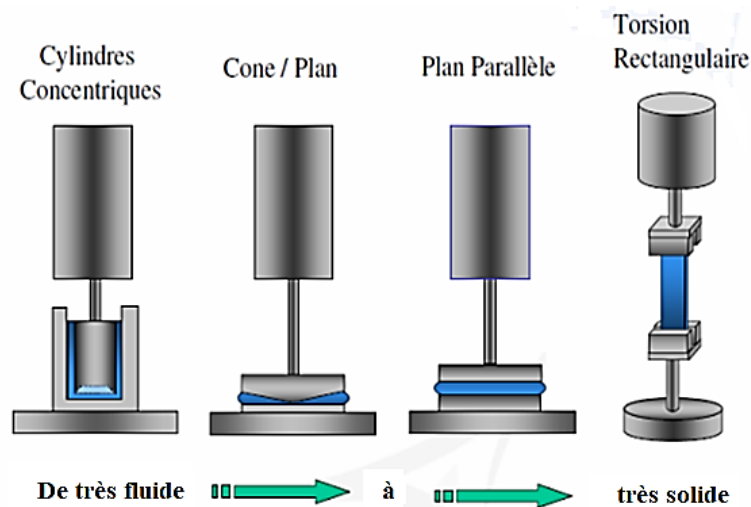 Cylindres
Concentriques
Cone / Plan
Plan Parallèle
Torsion
Rectangulaire
De très fluide à très solide